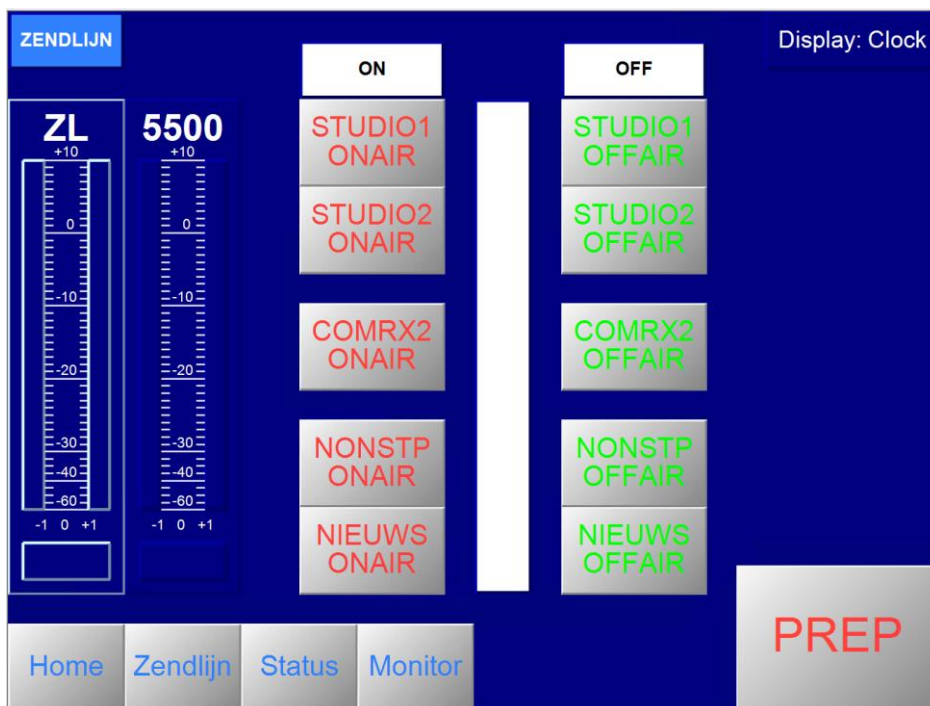 ZENDLIJN
Display: Clock
ON
OFF
ZL
5500
+10
0
-10
-20
-30
-40
-60
-1 0 +1
+10
0
-10
-20
-30
-40
-60
-1 0 +1
STUDIO1
ONAIR
STUDIO2
ONAIR
COMRX2
ONAIR
NONSTP
ONAIR
NIEUWS
ONAIR
STUDIO1
OFFAIR
STUDIO2
OFFAIR
COMRX2
OFFAIR
NONSTP
OFFAIR
NIEUWS
OFFAIR
PREP
Home
Zendlijn
Status
Monitor